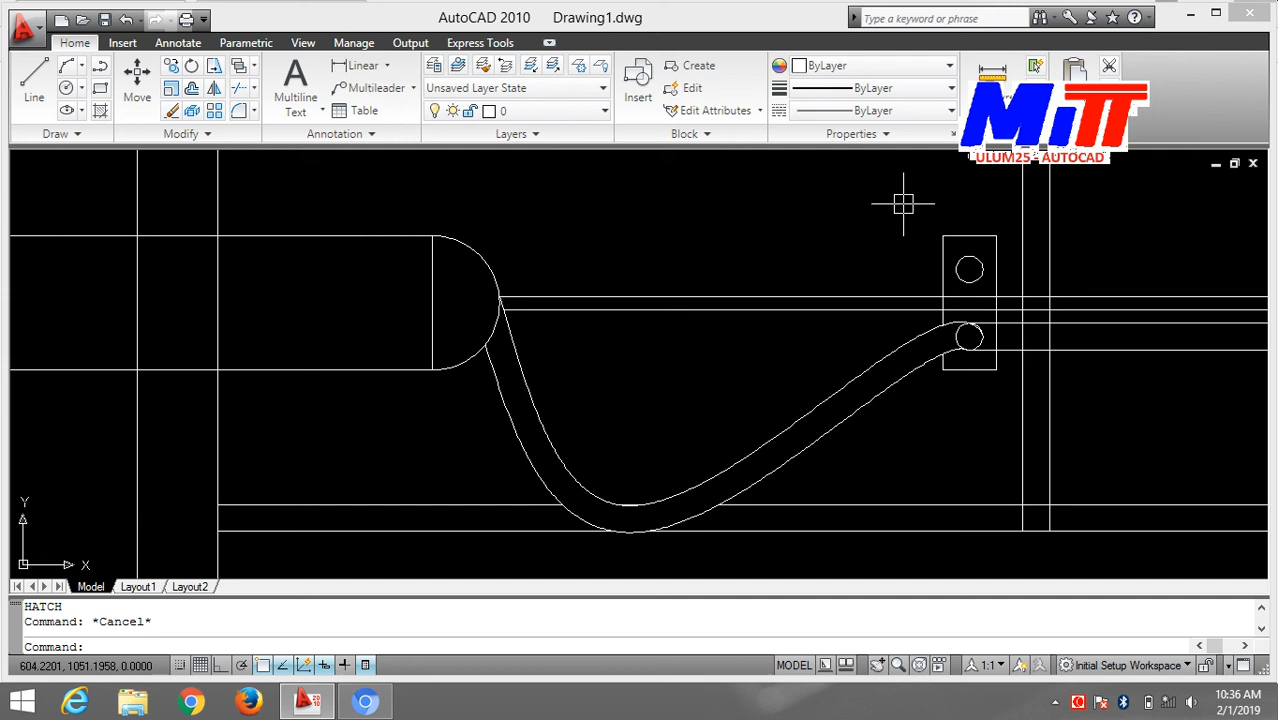 AutoCAD 2010 Drawing1.dwg
Type a keyword or phrase
Home Insert Annotate Parametric View Manage Output Express Tools
Line
Move
A
Multiline
Text
Linear
Multileader
Table
Unsaved Layer State
0
Insert
Create
Edit
Edit Attributes
ByLayer
ByLayer
ByLayer
Draw
Modify
Annotation
Layers
Block
Properties
MiTT
ULUM25 - AUTOCAD
Y
X
Model Layout1 Layout2
HATCH
Command: *Cancel*
Command:
604.2201, 1051.1958, 0.0000
MODEL
1:1
Initial Setup Workspace
10:36 AM
2/1/2019